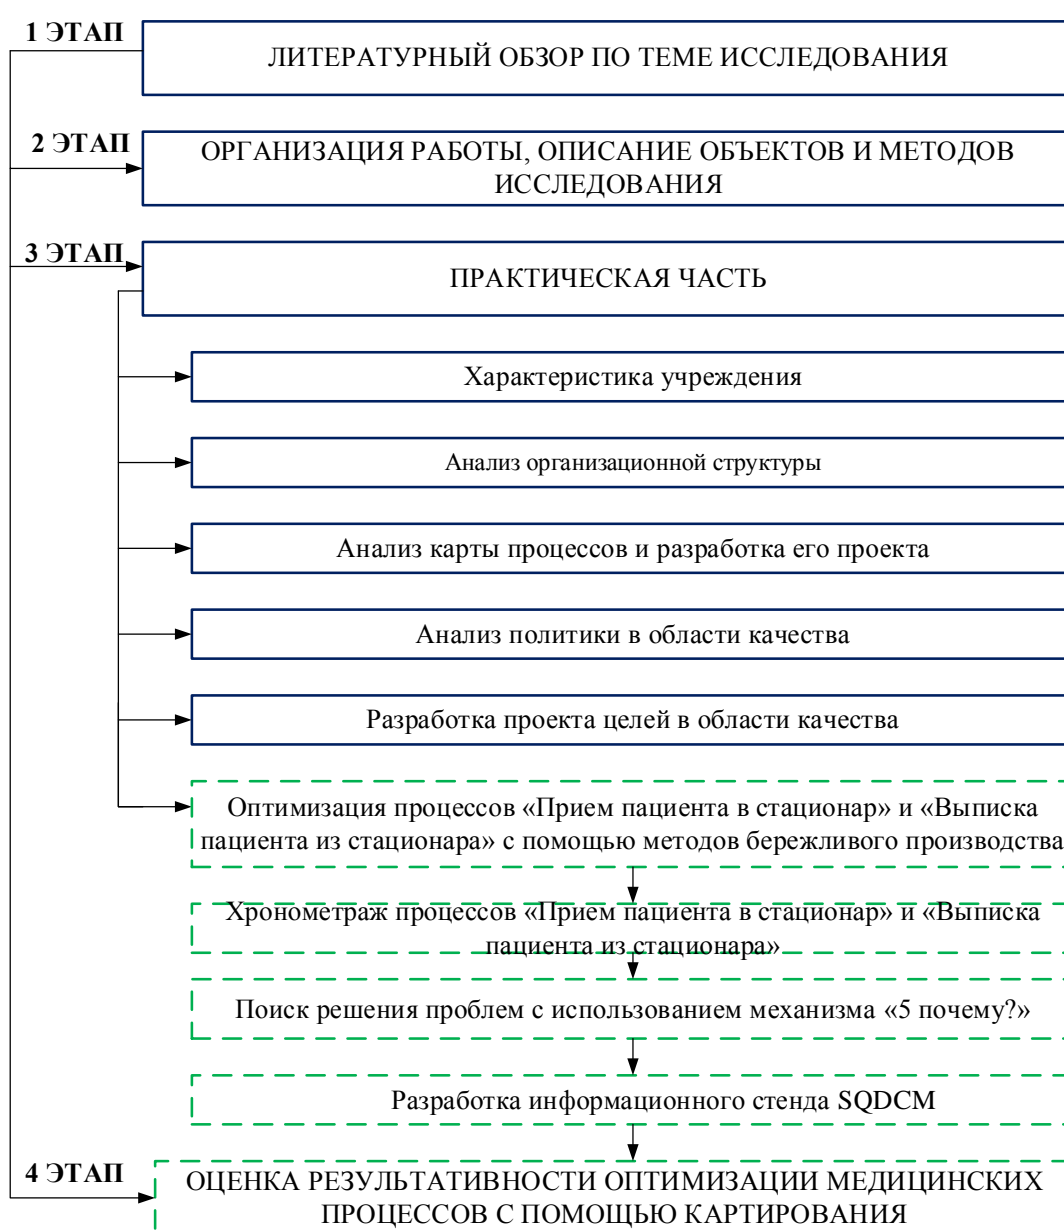 1 ЭТАП
ЛИТЕРАТУРНЫЙ ОБЗОР ПО ТЕМЕ ИССЛЕДОВАНИЯ
2 ЭТАП
ОРГАНИЗАЦИЯ РАБОТЫ, ОПИСАНИЕ ОБЪЕКТОВ И МЕТОДОВ
ИССЛЕДОВАНИЯ
3 ЭТАП
ПРАКТИЧЕСКАЯ ЧАСТЬ
Характеристика учреждения
Анализ организационной структуры
Анализ карты процессов и разработка его проекта
Анализ политики в области качества
Разработка проекта целей в области качества
Оптимизация процессов «Прием пациента в стационар» и «Выписка
пациента из стационара» с помощью методов бережливого производства
Хронометраж процессов «Прием пациента в стационар» и «Выписка
пациента из стационара»
Поиск решения проблем с использованием механизма «5 почему?»
Разработка информационного стенда SQDCM
4 ЭТАП
ОЦЕНКА РЕЗУЛЬТАТИВНОСТИ ОПТИМИЗАЦИИ МЕДИЦИНСКИХ
ПРОЦЕССОВ С ПОМОЩЬЮ КАРТИРОВАНИЯ